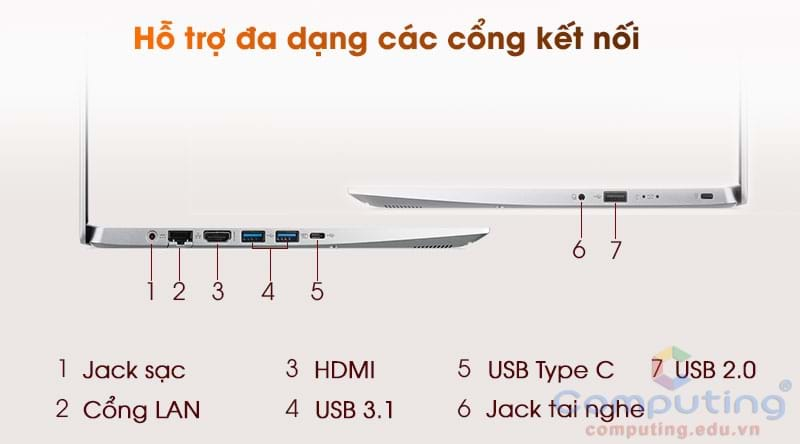 Hỗ trợ đa dạng các cổng kết nối
1 2 3 4 5 6 7
1 Jack sạc
3 HDMI
5 USB Type C
7 USB 2.0
2 Cổng LAN
4 USB 3.1
6 Jack tai nghe
Computing®
computing.edu.vn